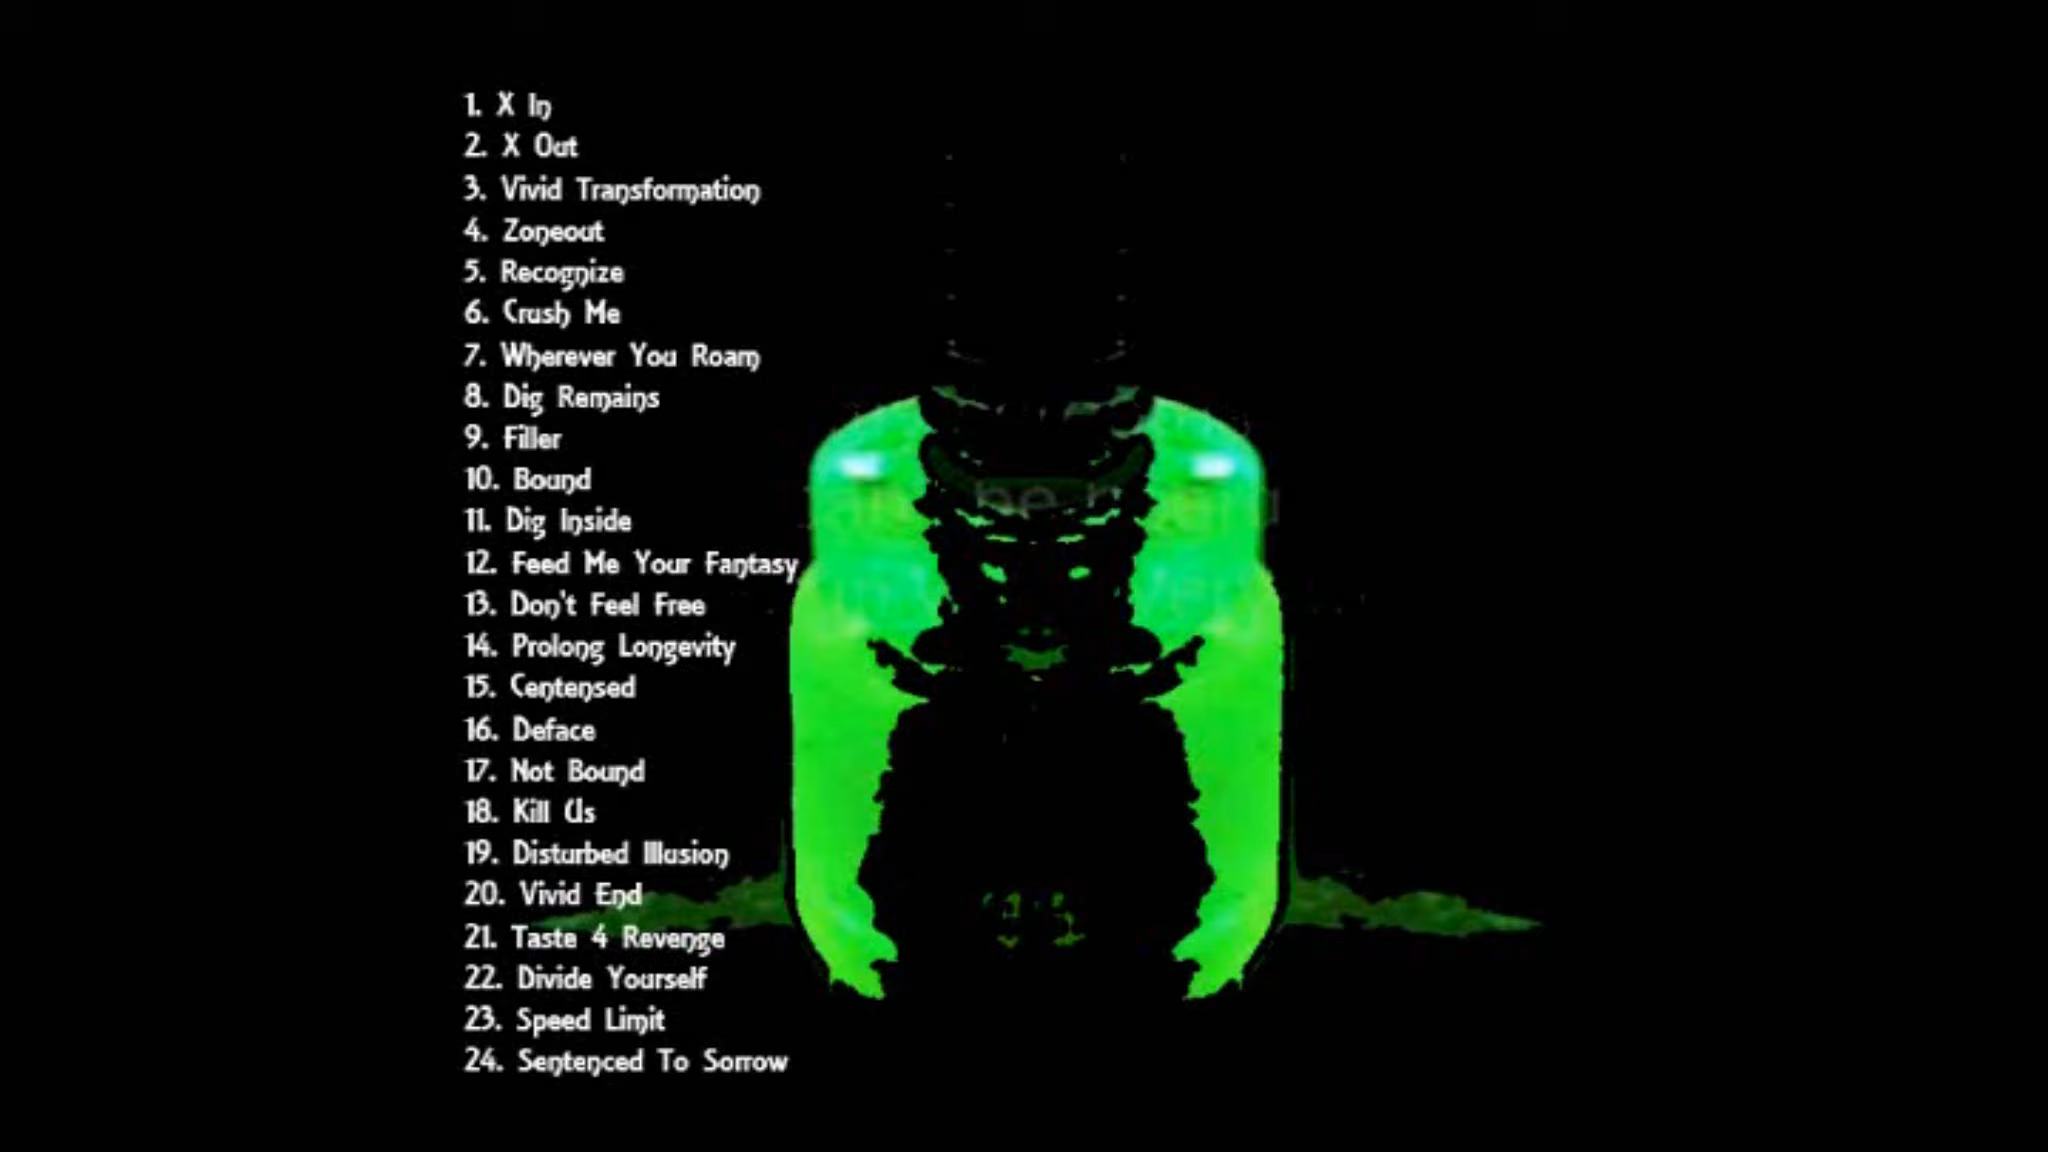 1. X In
2. X Out
3. Vivid Transformation
4. Zoneout
5. Recognize
6. Crush Me
7. Wherever You Roam
8. Dig Remains
9. Filler
10. Bound
11. Dig Inside
12. Feed Me Your Fantasy
13. Don't Feel Free
14. Prolong Longevity
15. Centensed
16. Deface
17. Not Bound
18. Kill Us
19. Disturbed Illusion
20. Vivid End
21. Taste 4 Revenge
22. Divide Yourself
23. Speed Limit
24. Sentenced To Sorrow
be